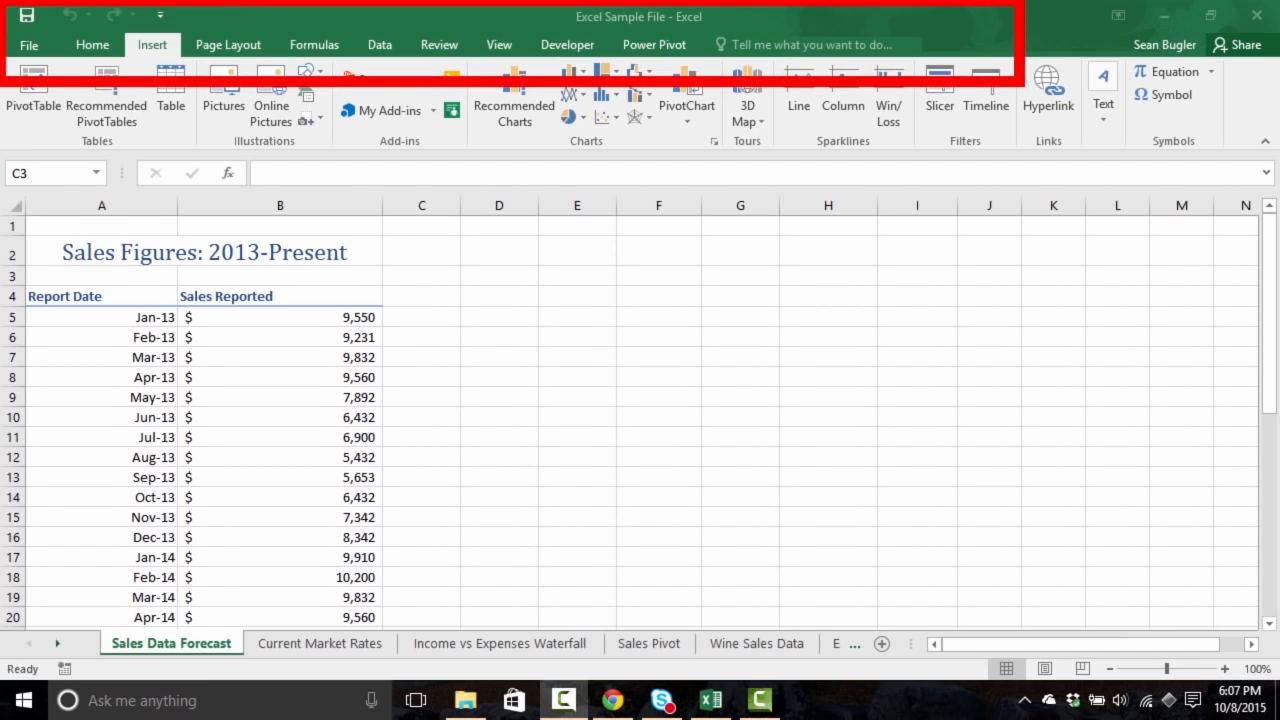 Excel Sample File - Excel
File Home Insert Page Layout Formulas Data Review View Developer Power Pivot Tell me what you want to do... Sean Bugler Share
PivotTable Recommended PivotTables Table Pictures Online Pictures My Add-ins Recommended Charts PivotChart 3D Map Line Column Win/Loss Slicer Timeline Hyperlink Text Equation Symbol
Tables Illustrations Add-ins Charts Tours Sparklines Filters Links Symbols
C3 fx
A B C D E F G H I J K L M N
1
2 Sales Figures: 2013-Present
3
4 Report Date Sales Reported
5 Jan-13 $ 9,550
6 Feb-13 $ 9,231
7 Mar-13 $ 9,832
8 Apr-13 $ 9,560
9 May-13 $ 7,892
10 Jun-13 $ 6,432
11 Jul-13 $ 6,900
12 Aug-13 $ 5,432
13 Sep-13 $ 5,653
14 Oct-13 $ 6,432
15 Nov-13 $ 7,342
16 Dec-13 $ 8,342
17 Jan-14 $ 9,910
18 Feb-14 $ 10,200
19 Mar-14 $ 9,832
20 Apr-14 $ 9,560
Sales Data Forecast Current Market Rates Income vs Expenses Waterfall Sales Pivot Wine Sales Data E ...
Ready 100%
Ask me anything 6:07 PM
10/8/2015